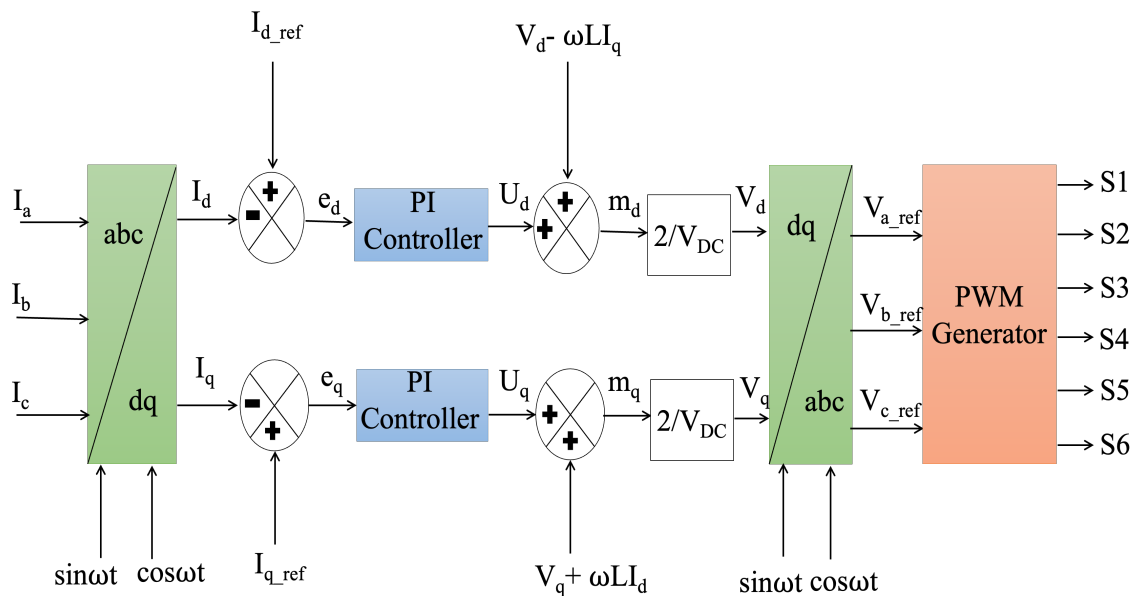 I_d_ref
V_d- ωLI_q
I_a
I_b
I_c
abc
dq
I_d
e_d
PI
Controller
U_d
m_d
2/V_DC
V_d
I_q
e_q
PI
Controller
U_q
m_q
2/V_DC
V_q
dq
abc
V_a_ref
V_b_ref
V_c_ref
PWM
Generator
S1
S2
S3
S4
S5
S6
sinωt
cosωt
I_q_ref
V_q+ ωLI_d
sinωt
cosωt